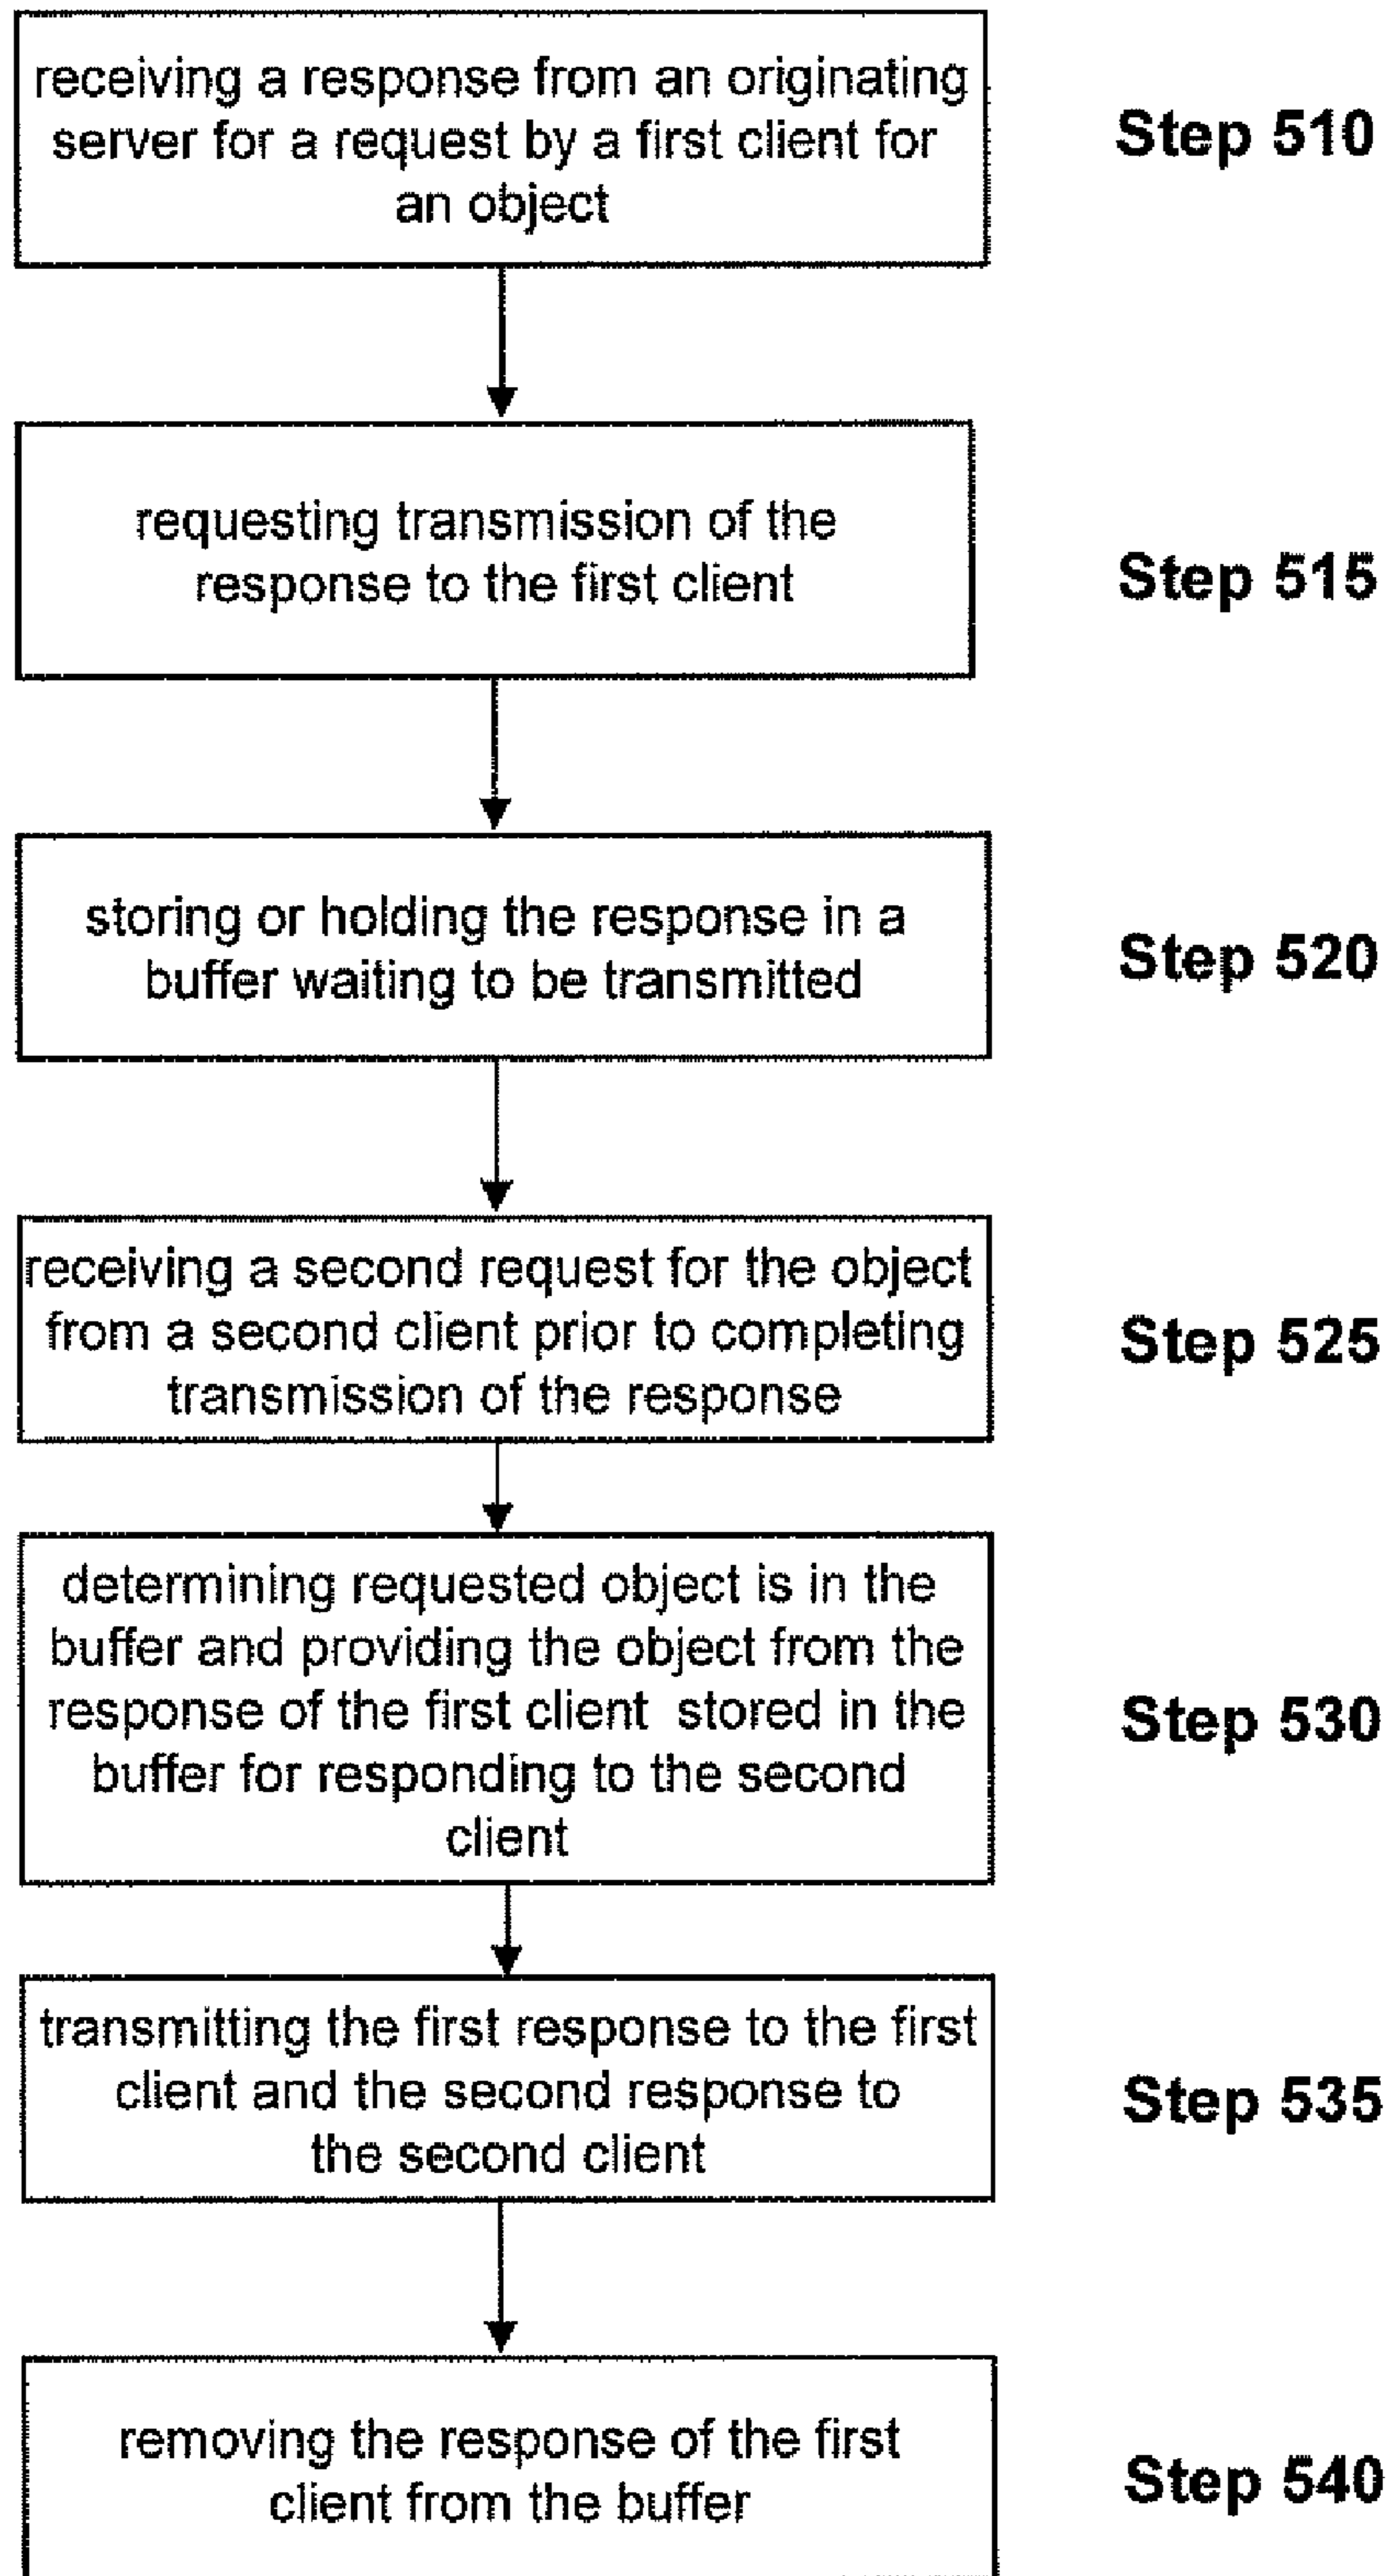 receiving a response from an originating
server for a request by a first client for
an object
Step 510
requesting transmission of the
response to the first client
Step 515
storing or holding the response in a
buffer waiting to be transmitted
Step 520
receiving a second request for the object
from a second client prior to completing
transmission of the response
Step 525
determining requested object is in the
buffer and providing the object from the
response of the first client stored in the
buffer for responding to the second
client
Step 530
transmitting the first response to the first
client and the second response to
the second client
Step 535
removing the response of the first
client from the buffer
Step 540